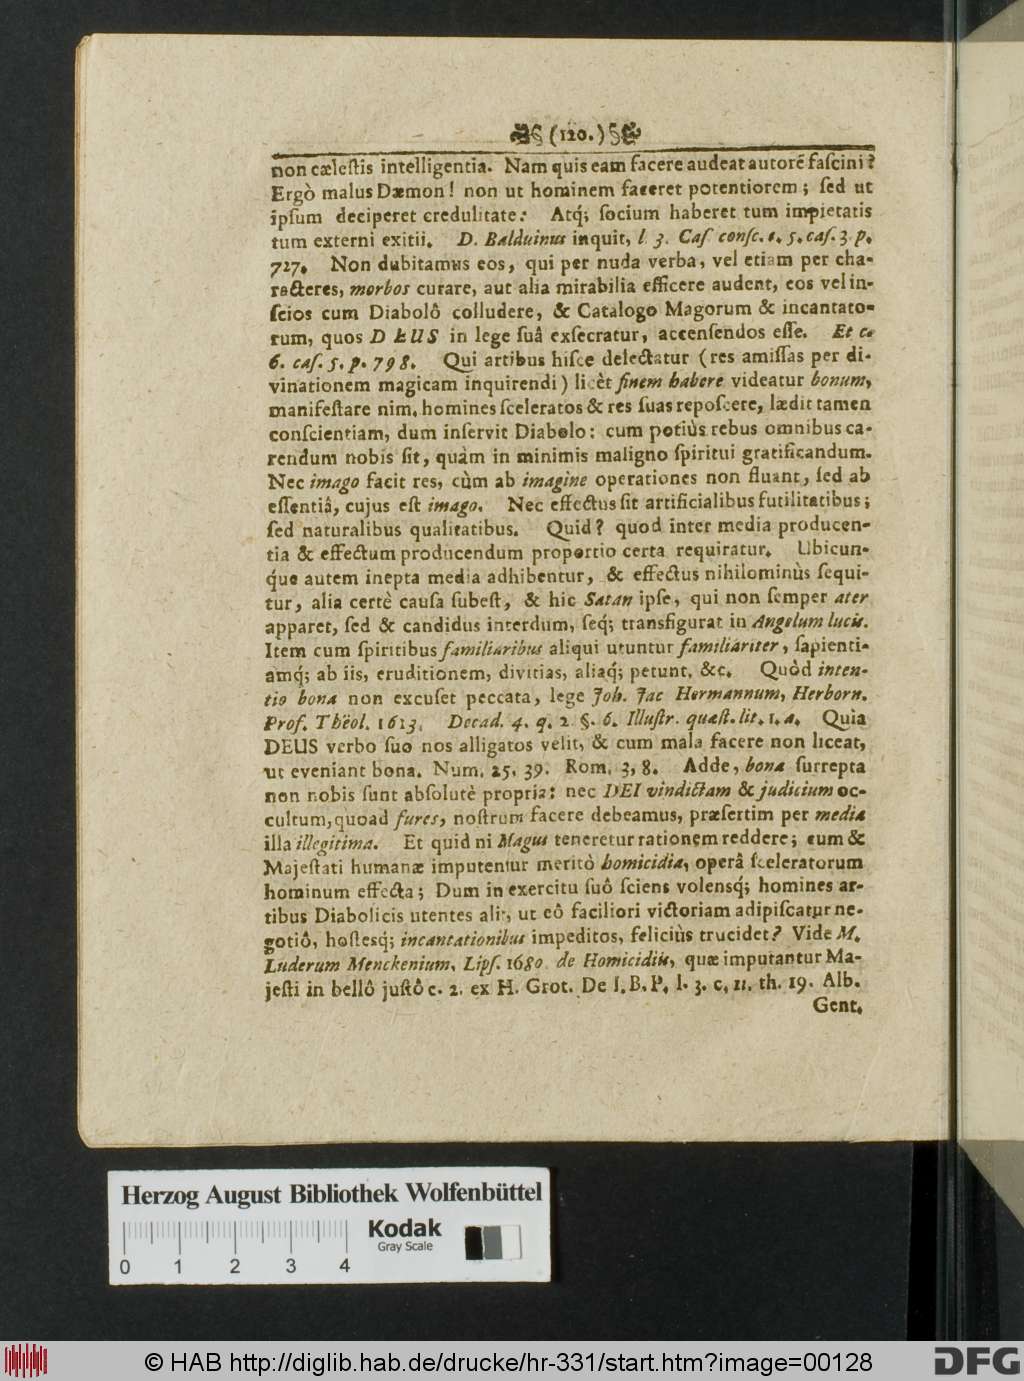 § (120.) §
non cæleſtis intelligentia. Nam quis eam facere audeat autorē faſcini?
Ergò malus Dæmon! non ut hominem faceret potentiorem; ſed ut
ipſum deciperet credulitate: Atq; ſocium haberet tum impietatis
tum externi exitii. D. Balduinus inquit, l. 3. Caſ. conſc. c. 5. caſ. 3. p.
727. Non dubitamus eos, qui per nuda verba, vel etiam per cha-
racteres, morbos curare, aut alia mirabilia efficere audent, eos vel in-
ſcios cum Diabolô colludere, & Catalogo Magorum & incantato-
rum, quos DEUS in lege ſuâ exſecratur, accenſendos eſſe. Et c.
6. caſ. 5. p. 798. Qui artibus hiſce delectatur (res amiſſas per di-
vinationem magicam inquirendi) licèt finem habere videatur bonum,
manifeſtare nim. homines ſceleratos & res ſuas repoſcere, lædit tamen
conſcientiam, dum inſervit Diabolo: cum potiùs rebus omnibus ca-
rendum nobis ſit, quàm in minimis maligno ſpiritui gratificandum.
Nec imago facit res, cùm ab imagine operationes non fluant, ſed ab
eſſentiâ, cujus eſt imago. Nec effectus ſit artificialibus futilitatibus;
ſed naturalibus qualitatibus. Quid? quod inter media producen-
tia & effectum producendum proportio certa requiratur. Ubicun-
que autem inepta media adhibentur, & effectus nihilominùs ſequi-
tur, alia certè cauſa ſubeſt, & hic Satan ipſe, qui non ſemper ater
apparet, ſed & candidus interdum, ſeq; transfigurat in Angelum lucis.
Item cum ſpiritibus familiaribus aliqui utuntur familiariter, ſapienti-
amq; ab iis, eruditionem, divitias, aliaq; petunt, &c. Quòd inten-
tio bona non excuſet peccata, lege Joh. Jac Hermannum, Herborn.
Prof. Thëol. 1613. Decad. 4. q. 2 §. 6. Illuſtr. quæſt. lit. 1. a. Quia
DEUS verbo ſuo nos alligatos velit, & cum mala facere non liceat,
ut eveniant bona. Num. 25. 39. Rom. 3, 8. Adde, bona ſurrepta
non nobis ſunt abſolutè propria: nec DEI vindictam & judicium oc-
cultum, quoad fures, noſtrum facere debeamus, præſertim per media
illa illegitima. Et quid ni Magus teneretur rationem reddere; cum &
Majeſtati humanæ imputentur meritò homicidia, operâ ſceleratorum
hominum effecta; Dum in exercitu ſuô ſciens volensq; homines ar-
tibus Diabolicis utentes alit, ut eô faciliori victoriam adipiſcatur ne-
gotiô, hoſtesq; incantationibus impeditos, feliciùs trucidet? Vide M.
Luderum Menckenium, Lipſ. 1680 de Homicidiis, quæ imputantur Ma-
jeſti in bellô juſtô c. 2. ex H. Grot. De I. B. P. l. 3. c. 11. th. 19. Alb.
Gent.
Herzog August Bibliothek Wolfenbüttel
Kodak
Gray Scale
0 1 2 3 4
© HAB http://diglib.hab.de/drucke/hr-331/start.htm?image=00128
DFG